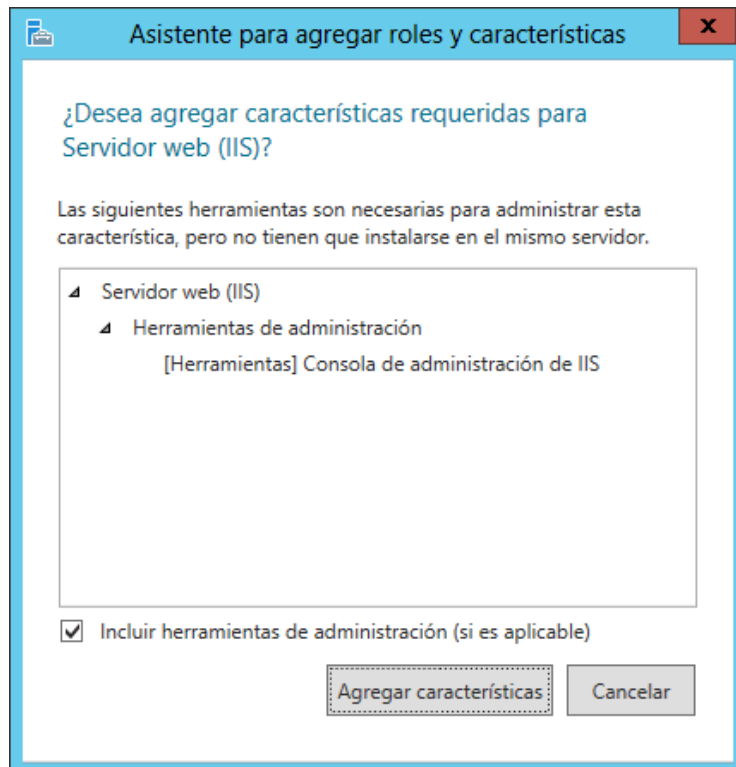 Asistente para agregar roles y características
x
¿Desea agregar características requeridas para
Servidor web (IIS)?
Las siguientes herramientas son necesarias para administrar esta
característica, pero no tienen que instalarse en el mismo servidor.
Servidor web (IIS)
Herramientas de administración
[Herramientas] Consola de administración de IIS
Incluir herramientas de administración (si es aplicable)
Agregar características
Cancelar